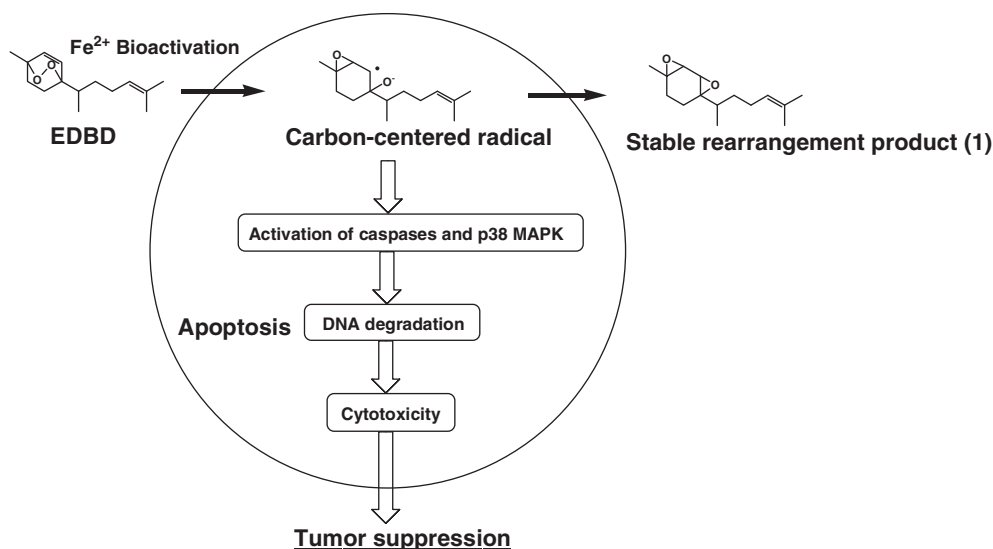 Fe2+ Bioactivation
O
O
EDBD
O
•
O-
Carbon-centered radical
O
O
Stable rearrangement product (1)
Activation of caspases and p38 MAPK
Apoptosis
DNA degradation
Cytotoxicity
Tumor suppression